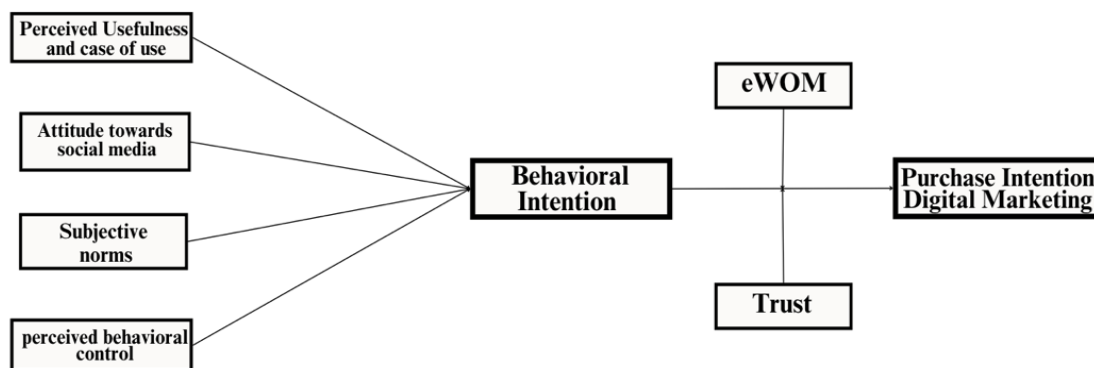 Perceived Usefulness
and case of use
Attitude towards
social media
Subjective
norms
perceived behavioral
control
Behavioral
Intention
eWOM
Trust
Purchase Intention
Digital Marketing